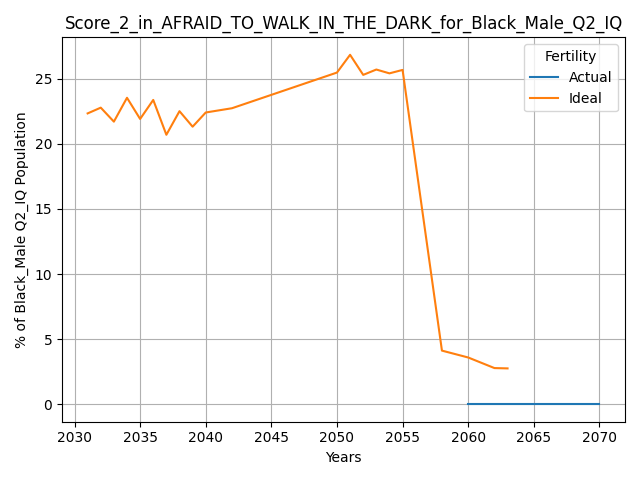 Score_2_in_AFRAID_TO_WALK_IN_THE_DARK_for_Black_Male_Q2_IQ
Fertility
Actual
Ideal
% of Black_Male Q2_IQ Population
25
20
15
10
5
0
2030 2035 2040 2045 2050 2055 2060 2065 2070
Years